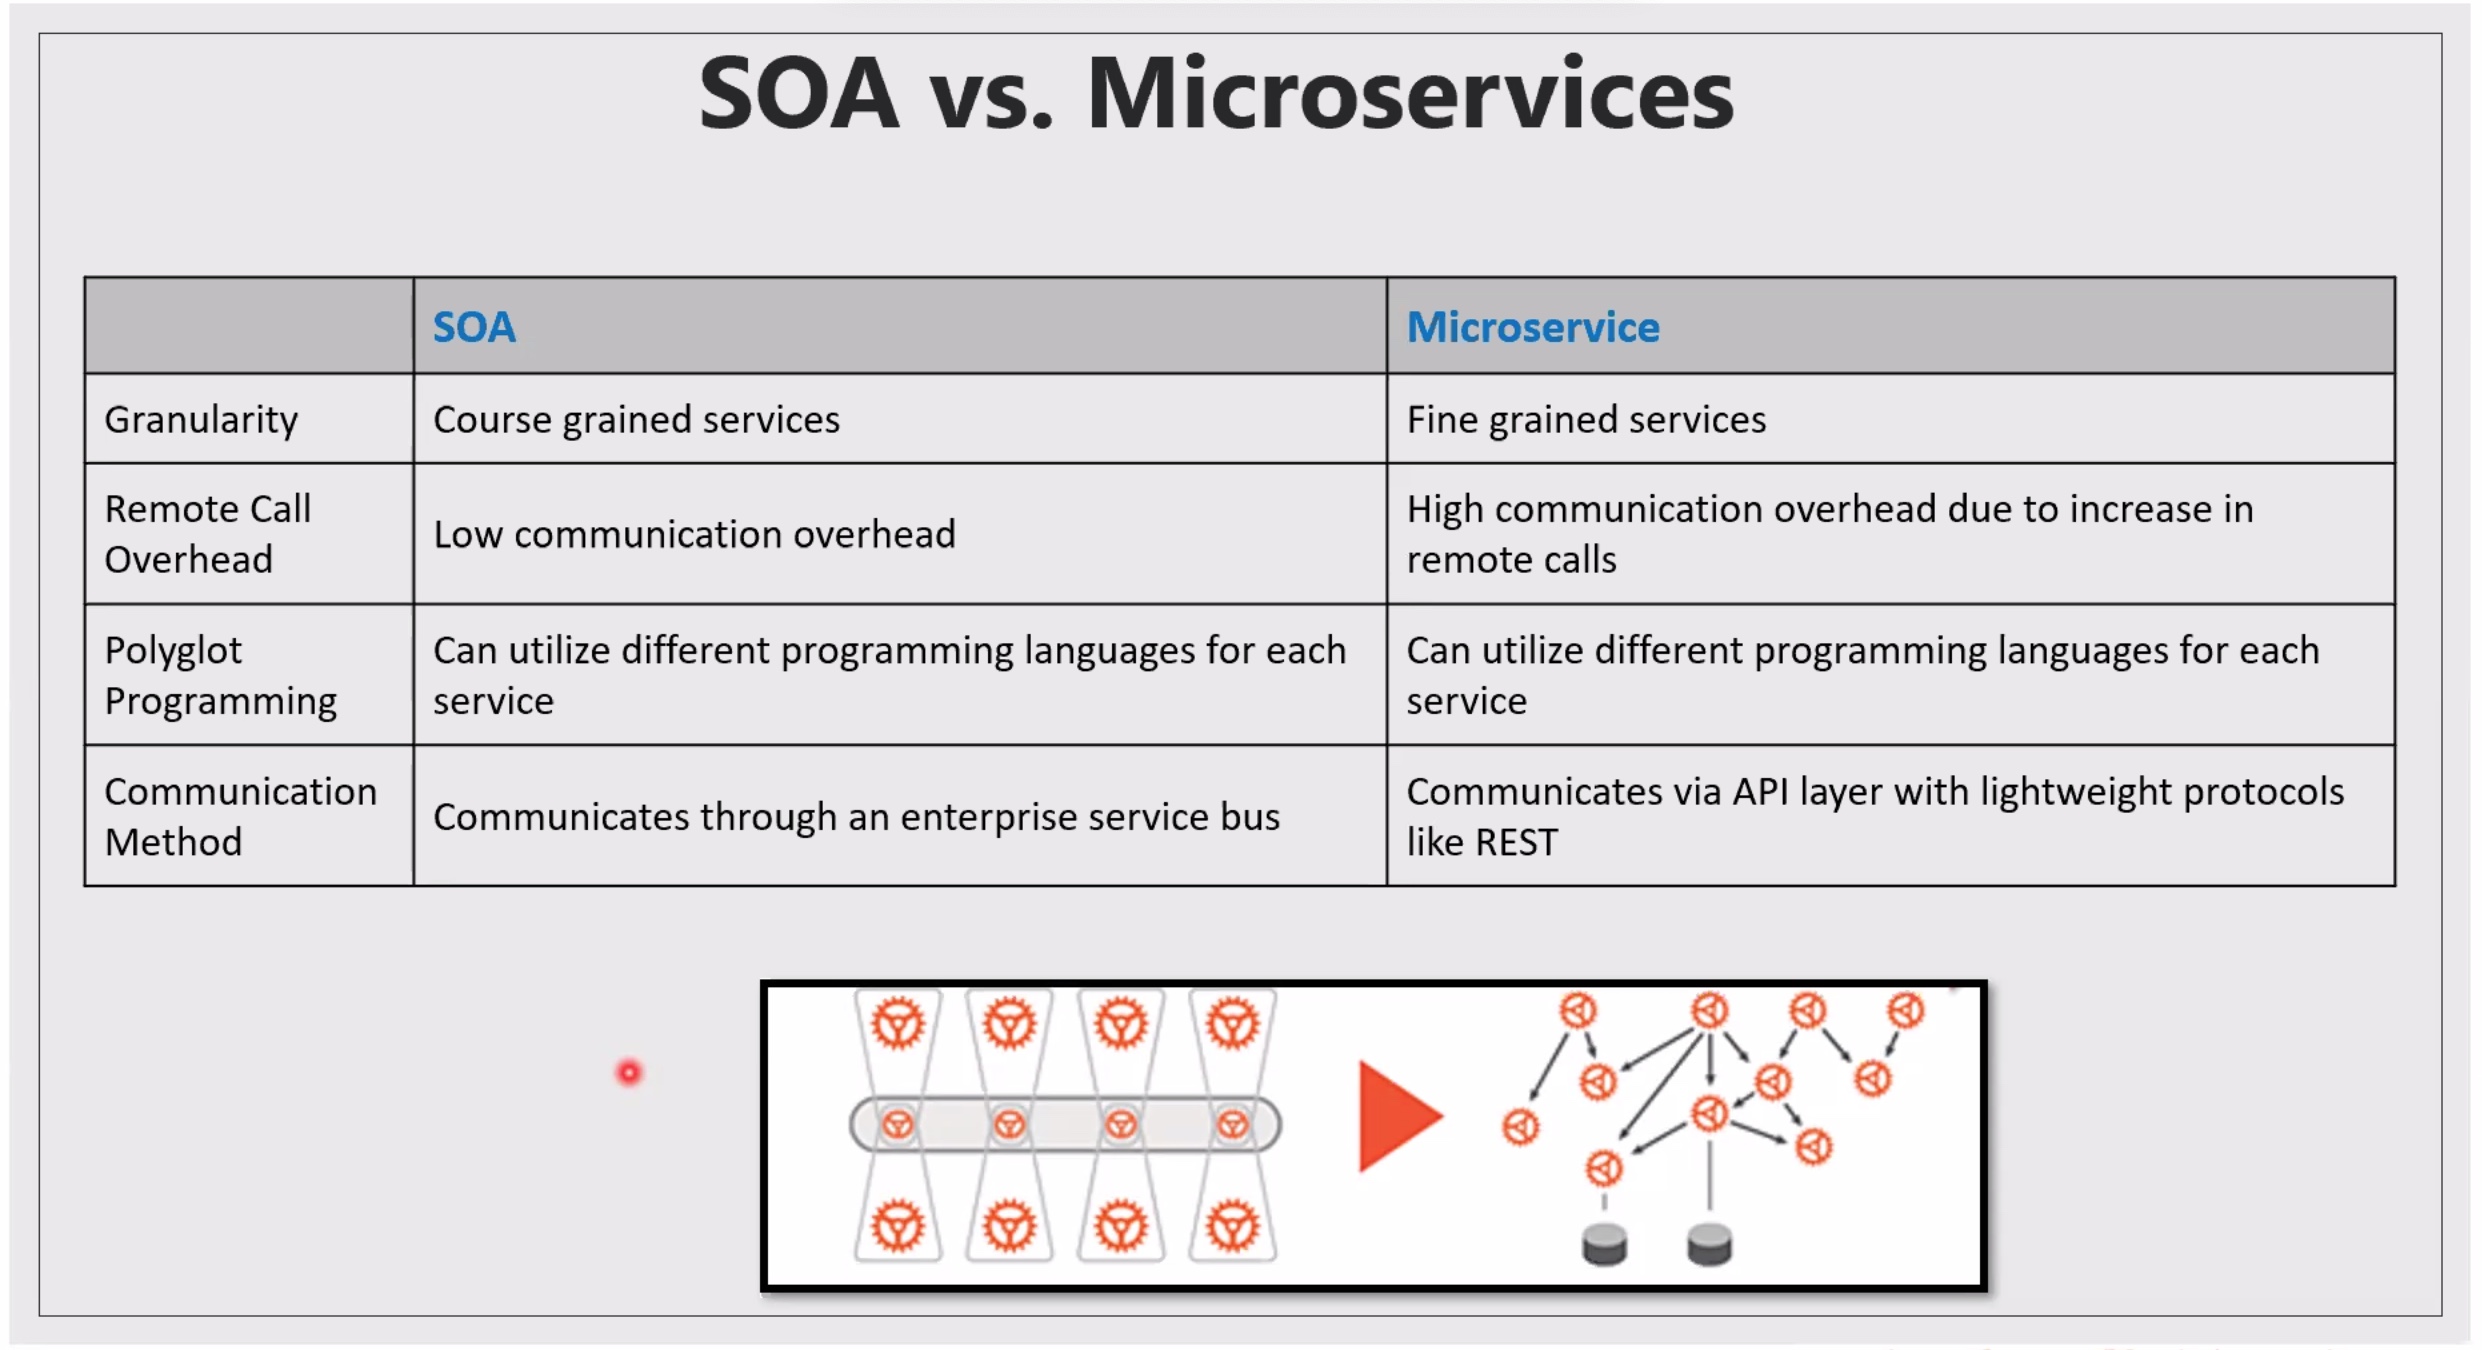 SOA vs. Microservices
SOA
Microservice
Granularity
Course grained services
Fine grained services
Remote Call
Overhead
Low communication overhead
High communication overhead due to increase in
remote calls
Polyglot
Programming
Can utilize different programming languages for each
service
Can utilize different programming languages for each
service
Communication
Method
Communicates through an enterprise service bus
Communicates via API layer with lightweight protocols
like REST